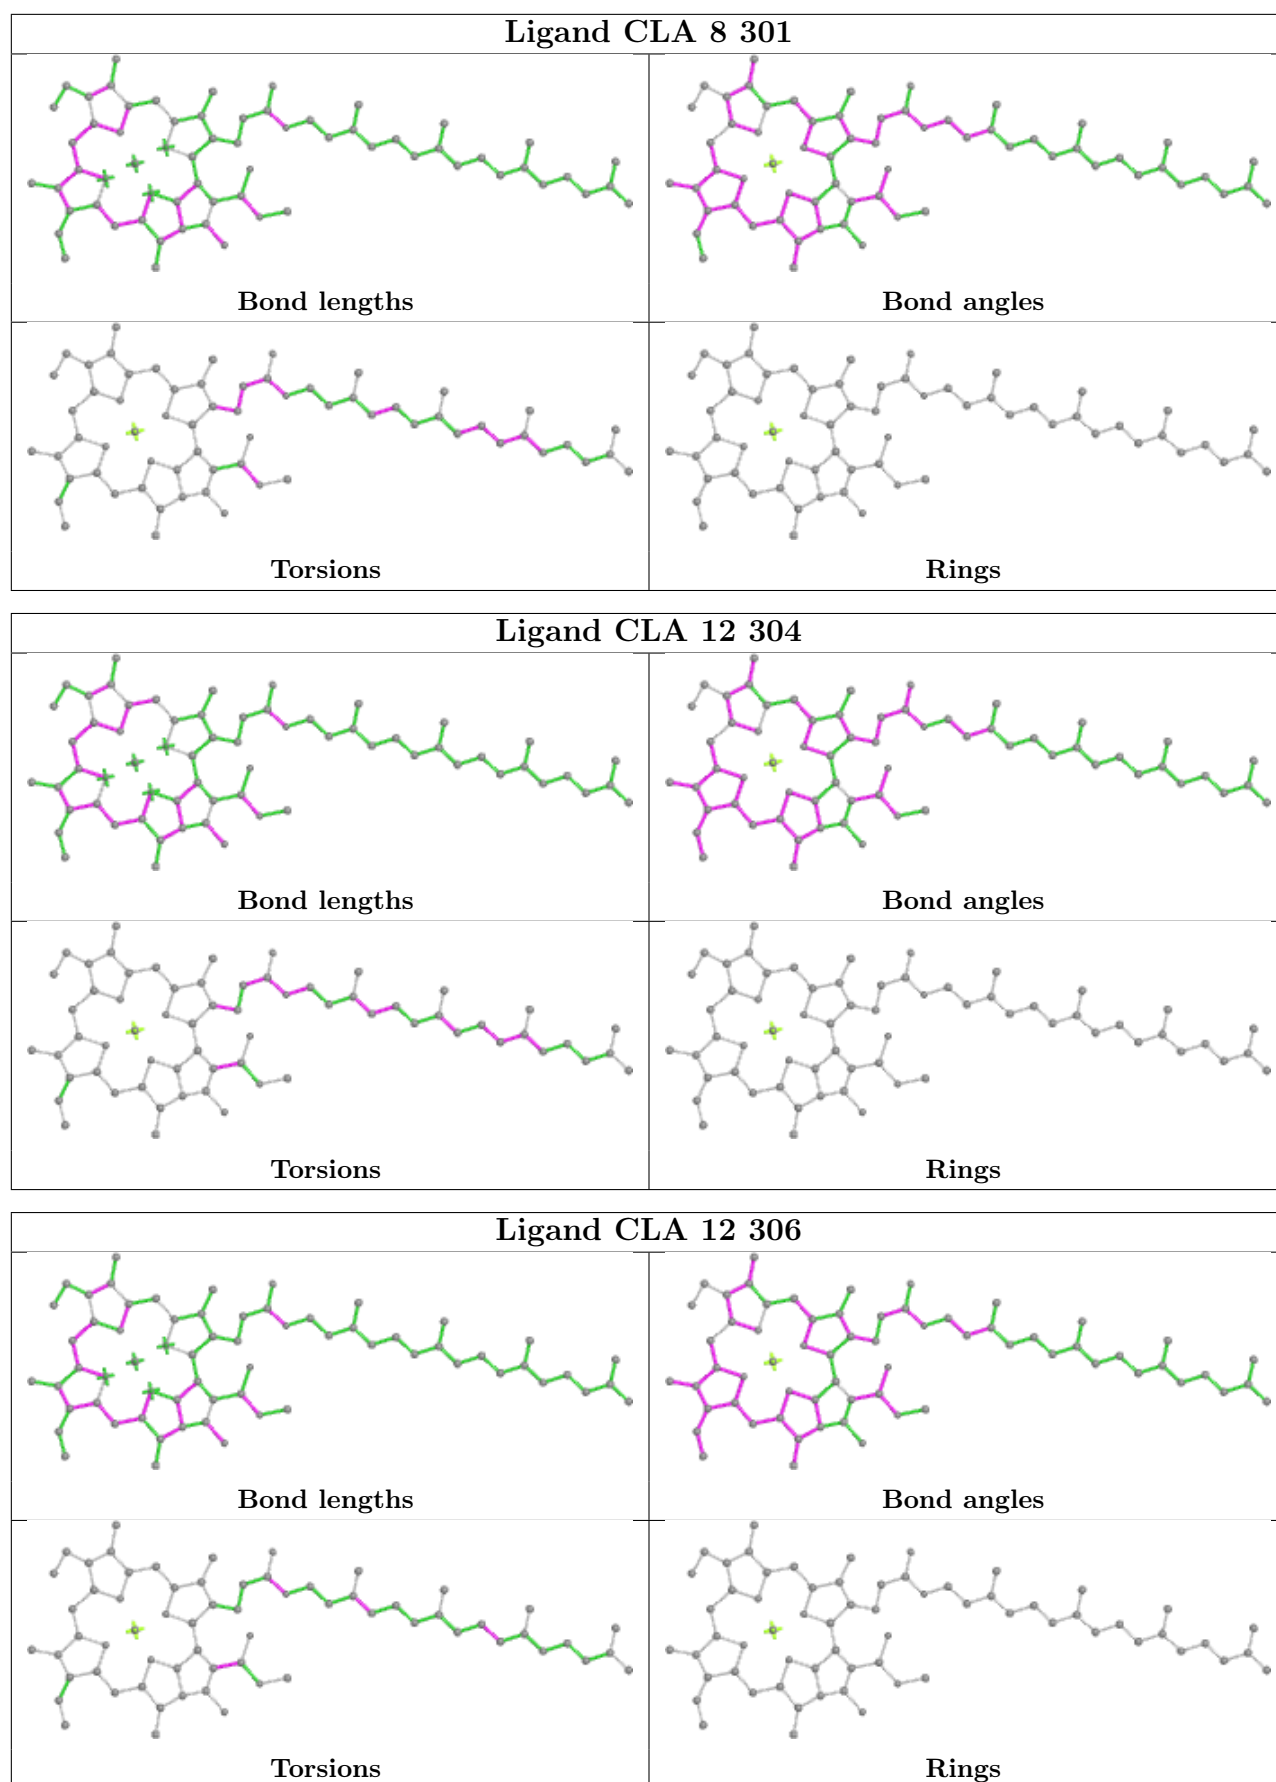 Ligand CLA 8 301
Bond lengths
Bond angles
Torsions
Rings
Ligand CLA 12 304
Bond lengths
Bond angles
Torsions
Rings
Ligand CLA 12 306
Bond lengths
Bond angles
Torsions
Rings